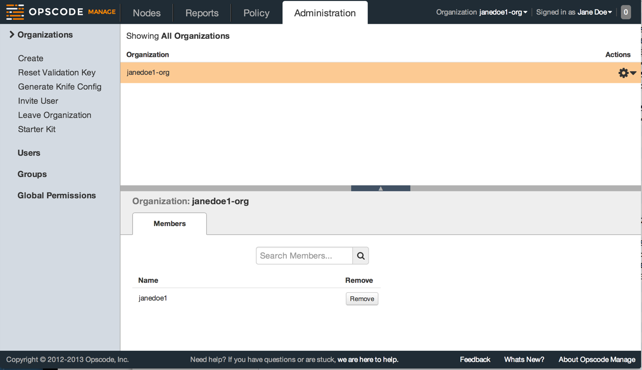 OPSCODE MANAGE Nodes Reports Policy Administration Organization janedoe1-org Signed in as Jane Doe 0
Organizations
Create
Reset Validation Key
Generate Knife Config
Invite User
Leave Organization
Starter Kit
Users
Groups
Global Permissions
Showing All Organizations
Organization Actions
janedoe1-org
Organization: janedoe1-org
Members
Search Members...
Name Remove
janedoe1 Remove
Copyright © 2012-2013 Opscode, Inc. Need help? If you have questions or are stuck, we are here to help. Feedback Whats New? About Opscode Manage